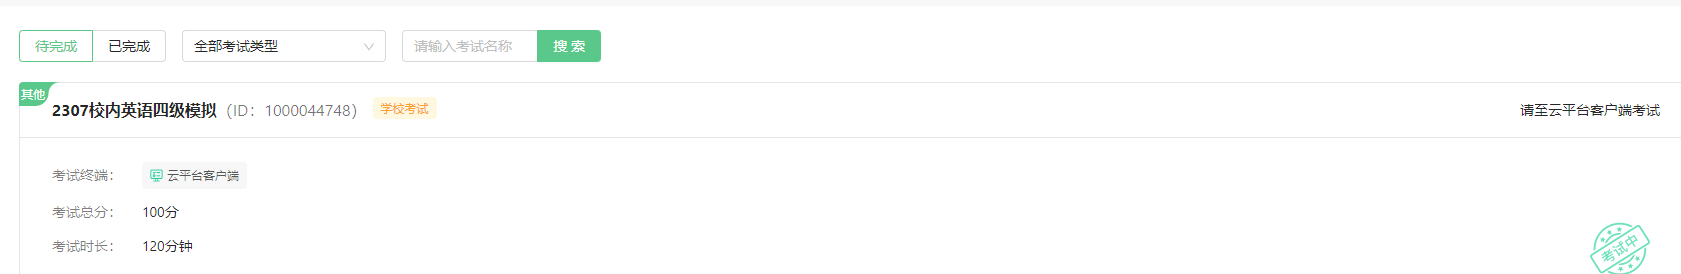 待完成 已完成 全部考试类型 请输入考试名称 搜索
其他
2307校内英语四级模拟（ID：1000044748） 学校考试 请至云平台客户端考试
考试终端： 云平台客户端
考试总分： 100分
考试时长： 120分钟
考试中